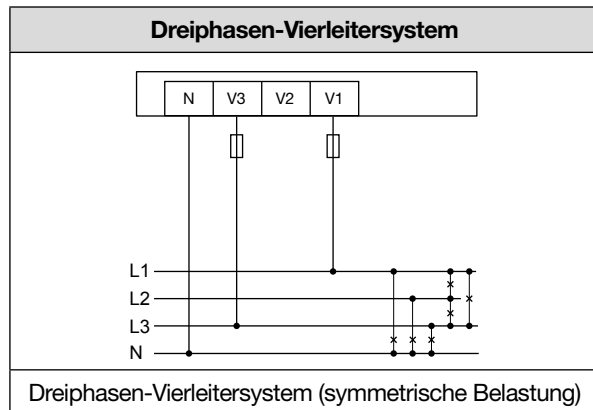 Dreiphasen-Vierleitersystem
N V3 V2 V1
L1
L2
L3
N
Dreiphasen-Vierleitersystem (symmetrische Belastung)